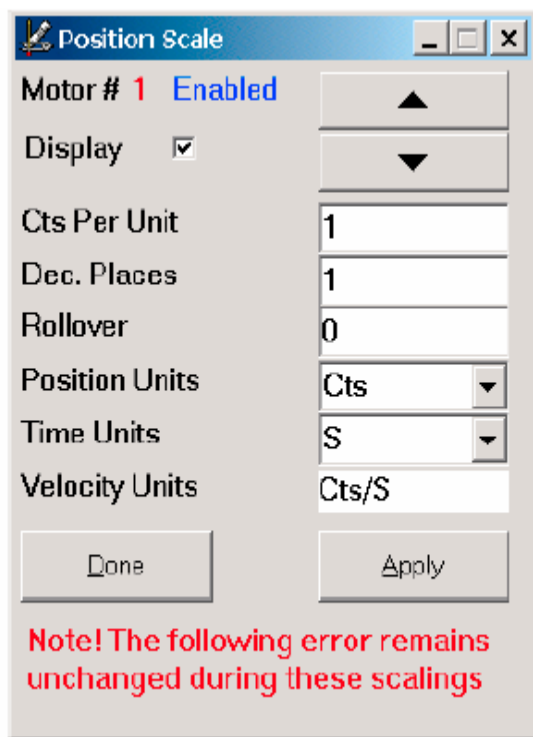 Position Scale
Motor # 1 Enabled
Display
Cts Per Unit 1
Dec. Places 1
Rollover 0
Position Units Cts
Time Units S
Velocity Units Cts/S
Done Apply
Note! The following error remains
unchanged during these scalings